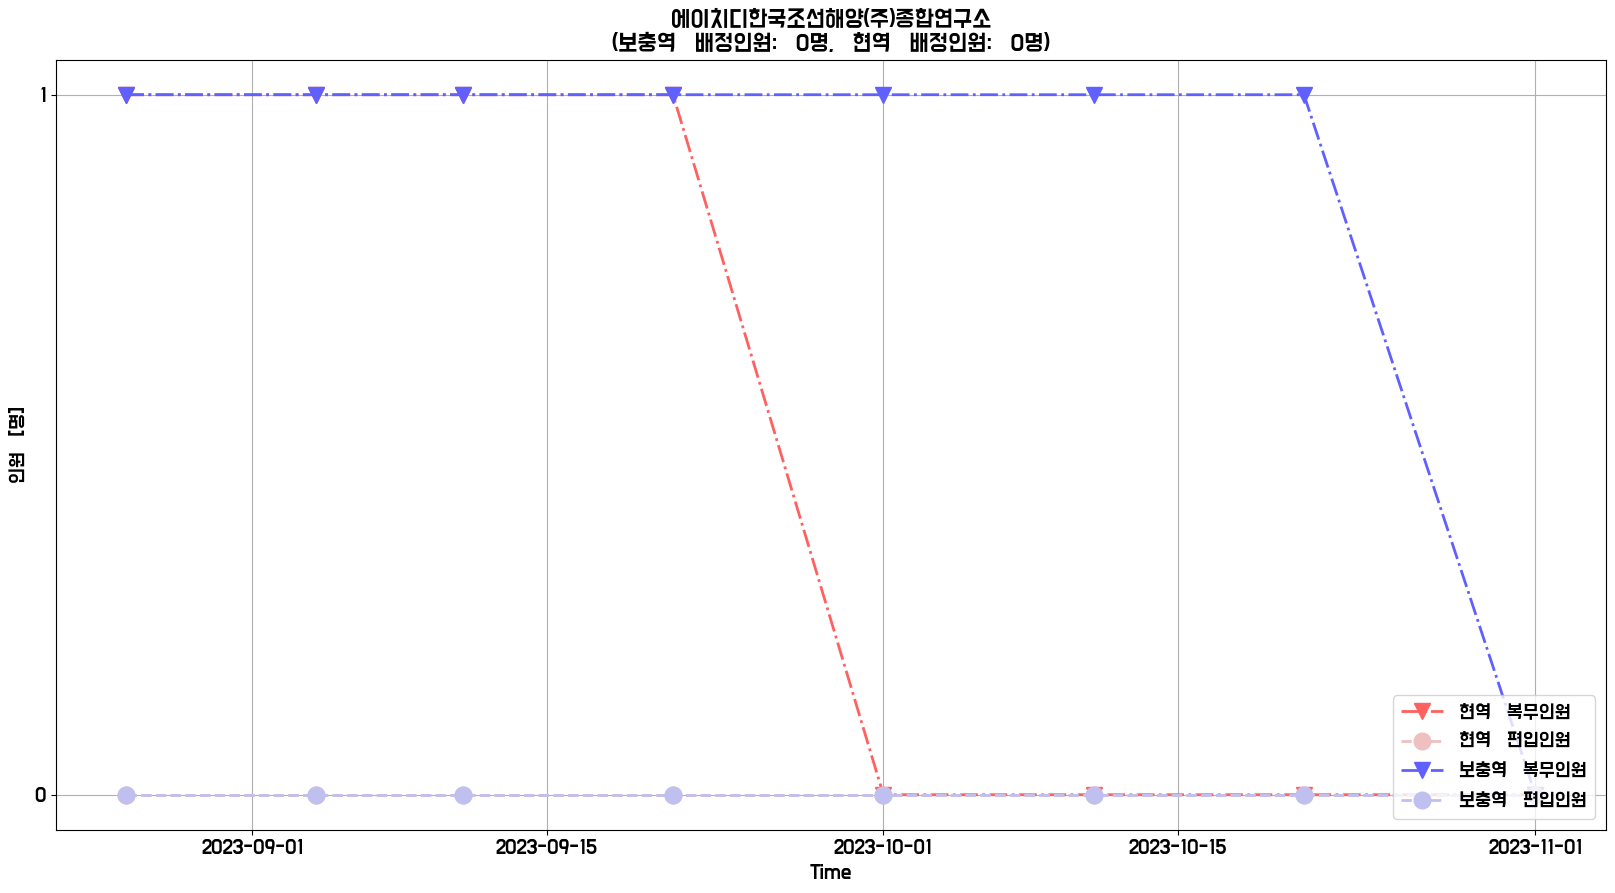 에이치디한국조선해양(주)종합연구소
(보충역 배정인원: 0명, 현역 배정인원: 0명)
1
인원 [명]
0
현역 복무인원
현역 편입인원
보충역 복무인원
보충역 편입인원
2023-09-01 2023-09-15 2023-10-01 2023-10-15 2023-11-01
Time